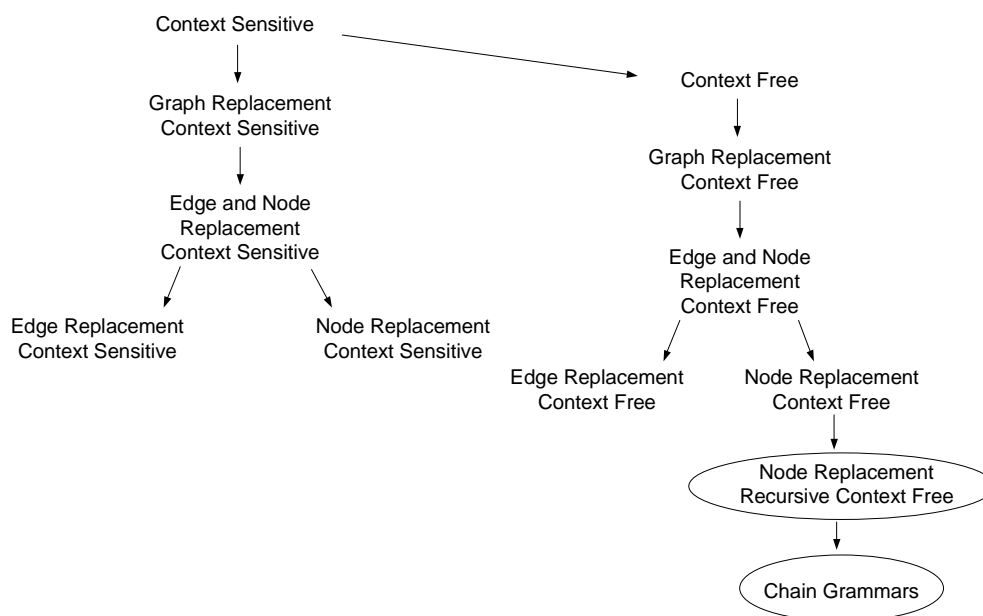 Context Sensitive
Graph Replacement
Context Sensitive
Edge and Node
Replacement
Context Sensitive
Edge Replacement
Context Sensitive
Node Replacement
Context Sensitive
Context Free
Graph Replacement
Context Free
Edge and Node
Replacement
Context Free
Edge Replacement
Context Free
Node Replacement
Context Free
Node Replacement
Recursive Context Free
Chain Grammars